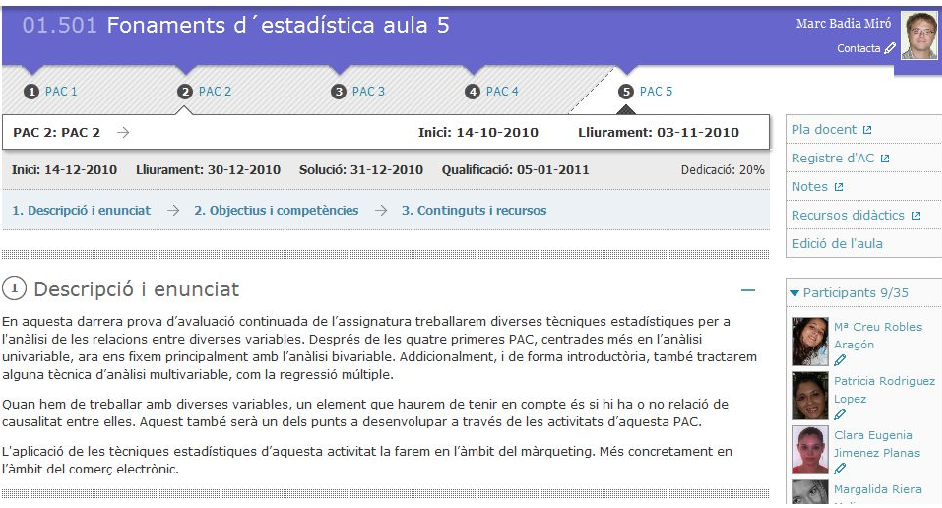 01.501 Fonaments d´estadística aula 5
Marc Badia Miró
Contacta
1 PAC 1
2 PAC 2
3 PAC 3
4 PAC 4
5 PAC 5
PAC 2: PAC 2 → Inici: 14-10-2010 Lliurament: 03-11-2010
Inici: 14-12-2010 Lliurament: 30-12-2010 Solució: 31-12-2010 Qualificació: 05-01-2011 Dedicació: 20%
1. Descripció i enunciat → 2. Objectius i competències → 3. Continguts i recursos
1 Descripció i enunciat
En aquesta darrera prova d'avaluació continuada de l'assignatura treballarem diverses tècniques estadístiques per a
l'anàlisi de les relacions entre diverses variables. Després de les quatre primeres PAC, centrades més en l'anàlisi
univariable, ara ens fixem principalment amb l'anàlisi bivariable. Addicionalment, i de forma introductòria, també tractarem
alguna tècnica d'anàlisi multivariable, com la regressió múltiple.
Quan hem de treballar amb diverses variables, un element que haurem de tenir en compte és si hi ha o no relació de
causalitat entre elles. Aquest també serà un dels punts a desenvolupar a través de les activitats d'aquesta PAC.
L'aplicació de les tècniques estadístiques d'aquesta activitat la farem en l'àmbit del màrqueting. Més concretament en
l'àmbit del comerç electrònic.
Pla docent
Registre d'AC
Notes
Recursos didàctics
Edició de l'aula
Participants 9/35
Mª Creu Robles
Aragón
Patricia Rodriguez
Lopez
Clara Eugenia
Jimenez Planas
Margalida Riera